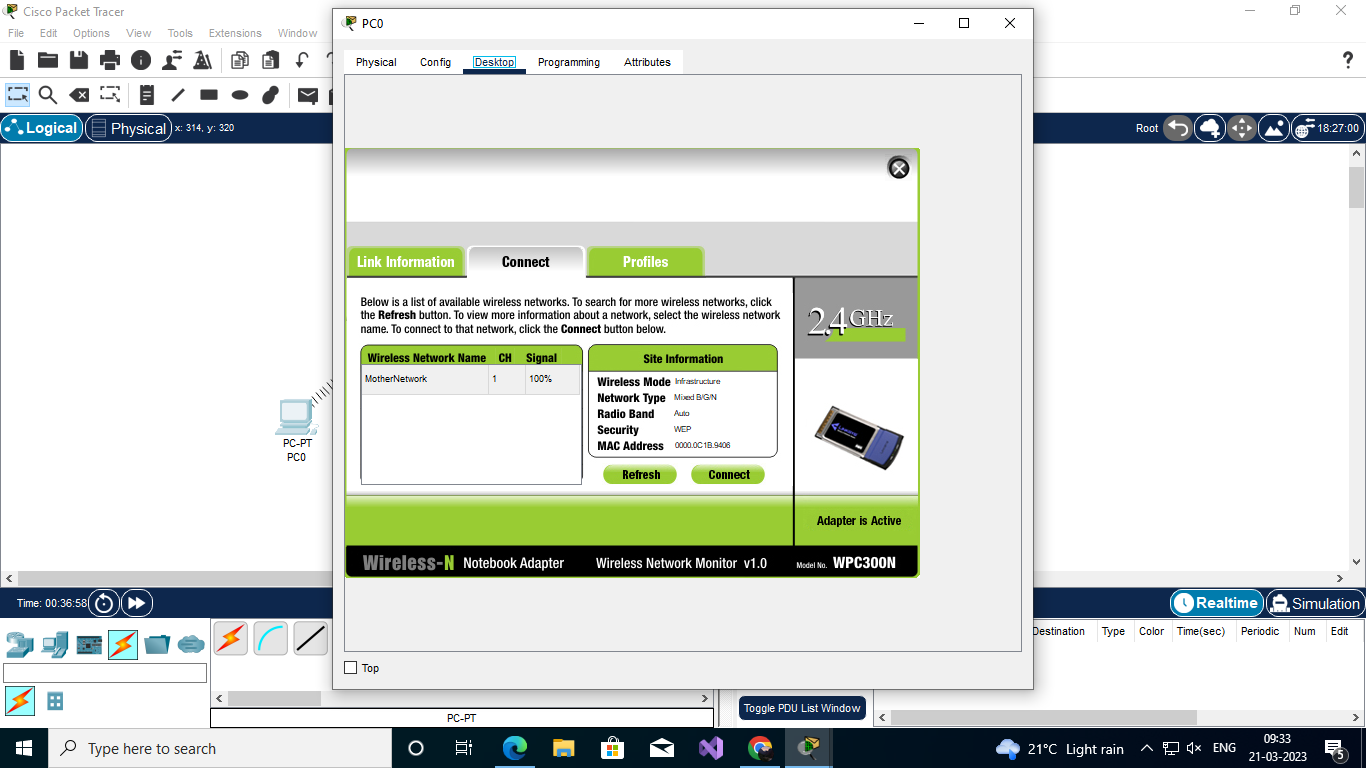 Cisco Packet Tracer
File Edit Options View Tools Extensions Window
Logical
Physical
x: 314, y: 320
Root
18:27:00
PC0
Physical Config Desktop Programming Attributes
Link Information
Connect
Profiles
Below is a list of available wireless networks. To search for more wireless networks, click
the Refresh button. To view more information about a network, select the wireless network
name. To connect to that network, click the Connect button below.
2.4GHz
Wireless Network Name CH Signal
MotherNetwork 1 100%
Site Information
Wireless Mode Infrastructure
Network Type Mixed B/G/N
Radio Band Auto
Security WEP
MAC Address 0000.0C1B.9406
Refresh
Connect
Adapter is Active
Wireless-N Notebook Adapter Wireless Network Monitor v1.0 Model No. WPC300N
Top
PC-PT
PC0
Time: 00:36:58
Realtime
Simulation
Destination Type Color Time(sec) Periodic Num Edit
PC-PT
Toggle PDU List Window
Type here to search
21°C Light rain
ENG
09:33
21-03-2023
5